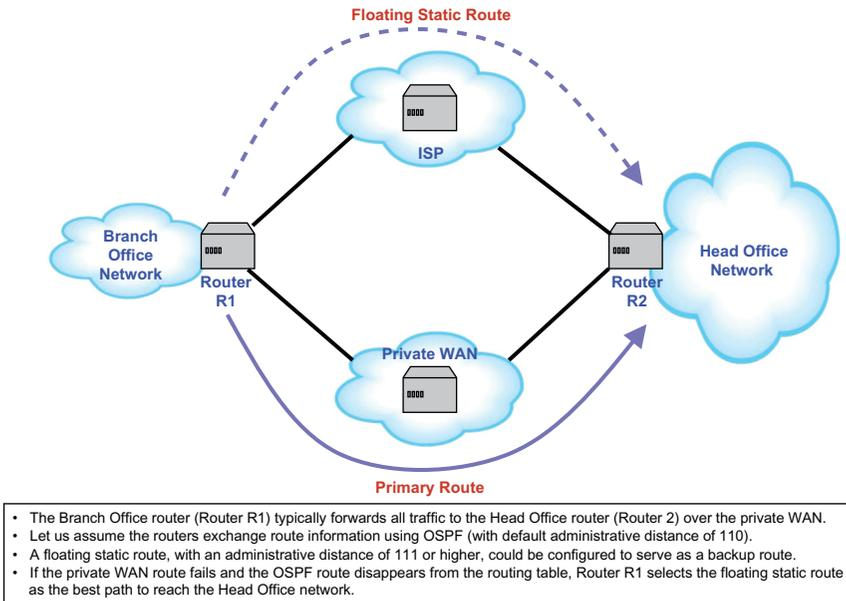 Floating Static Route
ISP
Branch
Office
Network
Router
R1
Router
R2
Head Office
Network
Private WAN
Primary Route
• The Branch Office router (Router R1) typically forwards all traffic to the Head Office router (Router 2) over the private WAN.
• Let us assume the routers exchange route information using OSPF (with default administrative distance of 110).
• A floating static route, with an administrative distance of 111 or higher, could be configured to serve as a backup route.
• If the private WAN route fails and the OSPF route disappears from the routing table, Router R1 selects the floating static route
as the best path to reach the Head Office network.